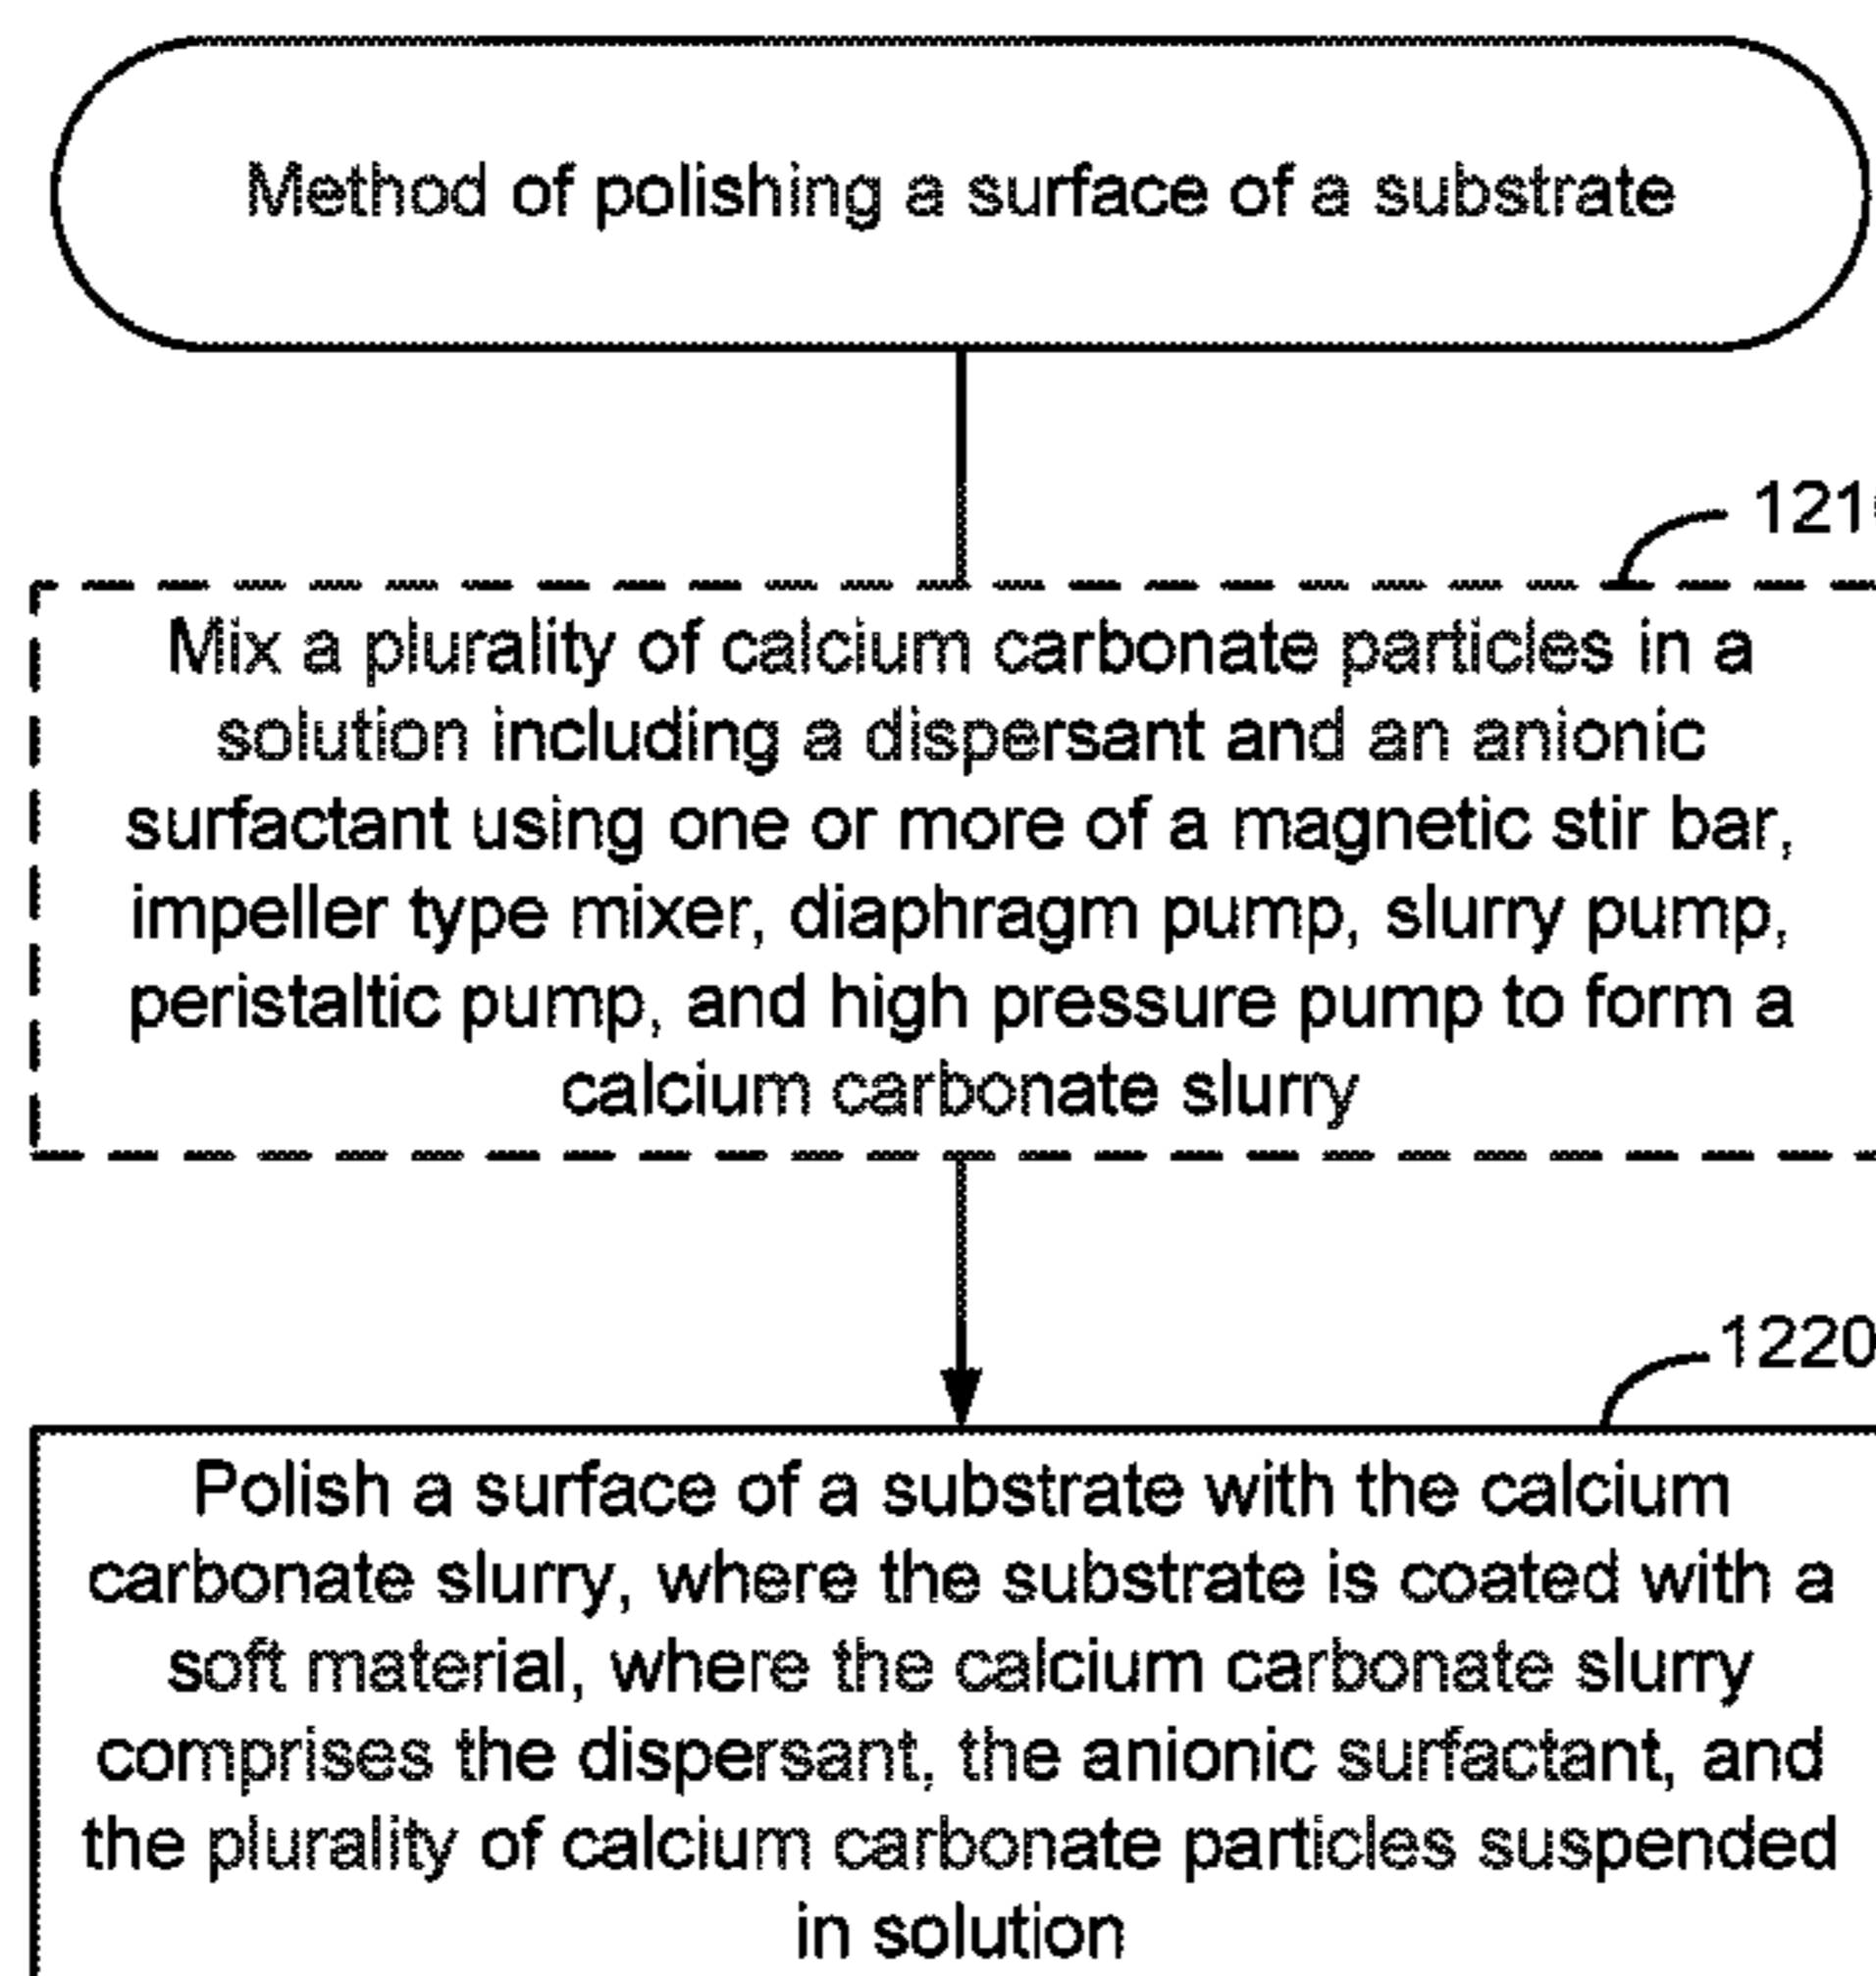 Method of polishing a surface of a substrate
Mix a plurality of calcium carbonate particles in a
solution including a dispersant and an anionic
surfactant using one or more of a magnetic stir bar,
impeller type mixer, diaphragm pump, slurry pump,
peristaltic pump, and high pressure pump to form a
calcium carbonate slurry
1220
Polish a surface of a substrate with the calcium
carbonate slurry, where the substrate is coated with a
soft material, where the calcium carbonate slurry
comprises the dispersant, the anionic surfactant, and
the plurality of calcium carbonate particles suspended
in solution